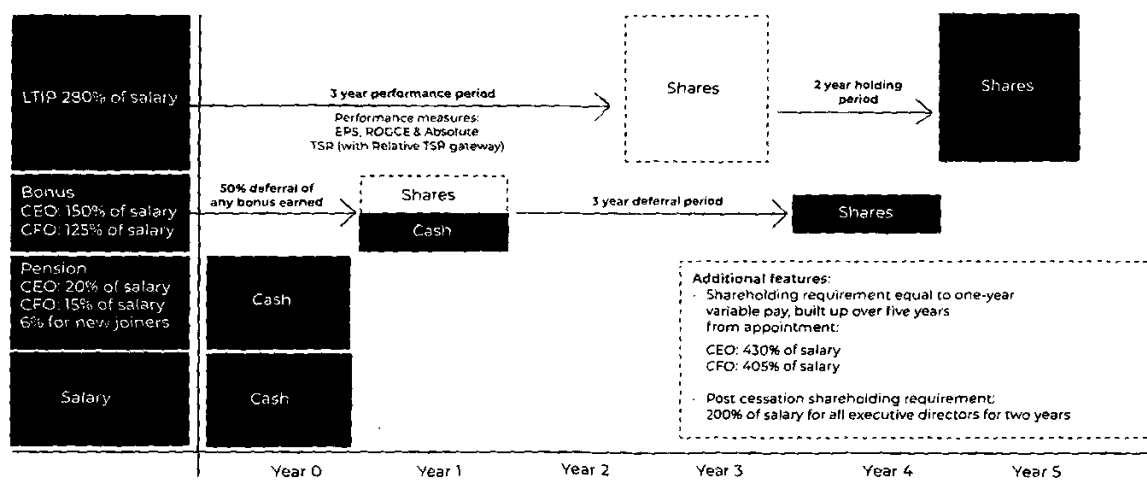 LTIP 280% of salary
3 year performance period
Performance measures:
EPS, ROGCE & Absolute
TSR (with Relative TSR gateway)
Shares
2 year holding
period
Shares
Bonus
CEO: 150% of salary
CFO: 125% of salary
50% deferral of
any bonus earned
Shares
Cash
3 year deferral period
Shares
Pension
CEO: 20% of salary
CFO: 15% of salary
6% for new joiners
Cash
Additional features:
· Shareholding requirement equal to one-year
variable pay, built up over five years
from appointment:
CEO: 430% of salary
CFO: 405% of salary
· Post cessation shareholding requirement:
200% of salary for all executive directors for two years
Salary
Cash
Year 0
Year 1
Year 2
Year 3
Year 4
Year 5